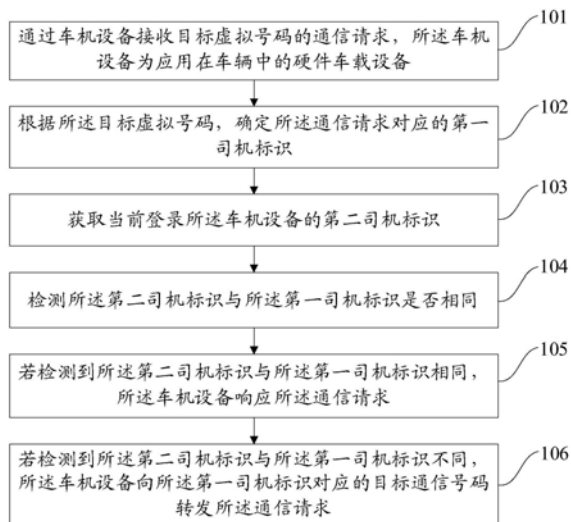 通过车机设备接收目标虚拟号码的通信请求，所述车机
设备为应用在车辆中的硬件车载设备
101
根据所述目标虚拟号码，确定所述通信请求对应的第一
司机标识
102
获取当前登录所述车机设备的第二司机标识
103
检测所述第二司机标识与所述第一司机标识是否相同
104
若检测到所述第二司机标识与所述第一司机标识相同，
所述车机设备响应所述通信请求
105
若检测到所述第二司机标识与所述第一司机标识不同，
所述车机设备向所述第一司机标识对应的目标通信号码
转发所述通信请求
106